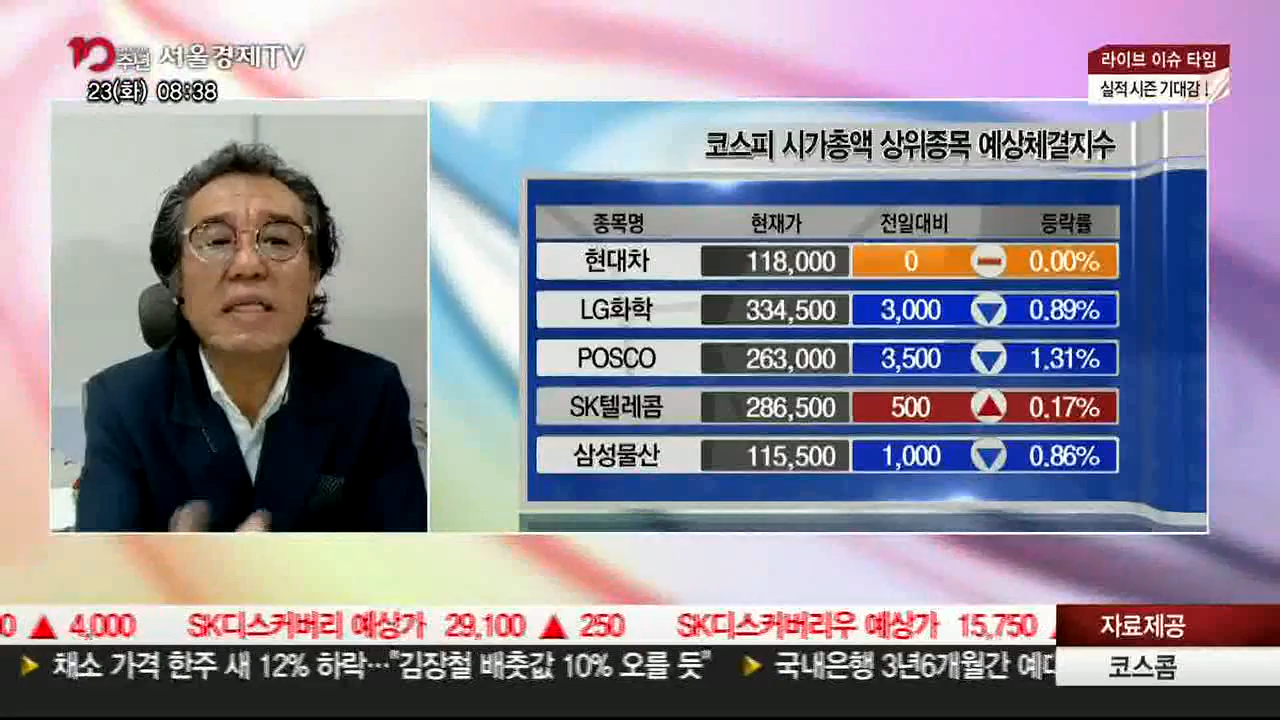 10주년 서울경제TV
23(화) 08:38
라이브 이슈 타임
실적시즌 기대감↓
코스피 시가총액 상위종목 예상체결지수
종목명 현재가 전일대비 등락률
현대차 118,000 0 0.00%
LG화학 334,500 3,000 ▼ 0.89%
POSCO 263,000 3,500 ▼ 1.31%
SK텔레콤 286,500 500 ▲ 0.17%
삼성물산 115,500 1,000 ▼ 0.86%
0 ▲ 4,000 SK디스커버리 예상가 29,100 ▲ 250 SK디스커버리우 예상가 15,750
자료제공
채소 가격 한주 새 12% 하락…"김장철 배춧값 10% 오를 듯" 국내은행 3년6개월간 예대
코스콤